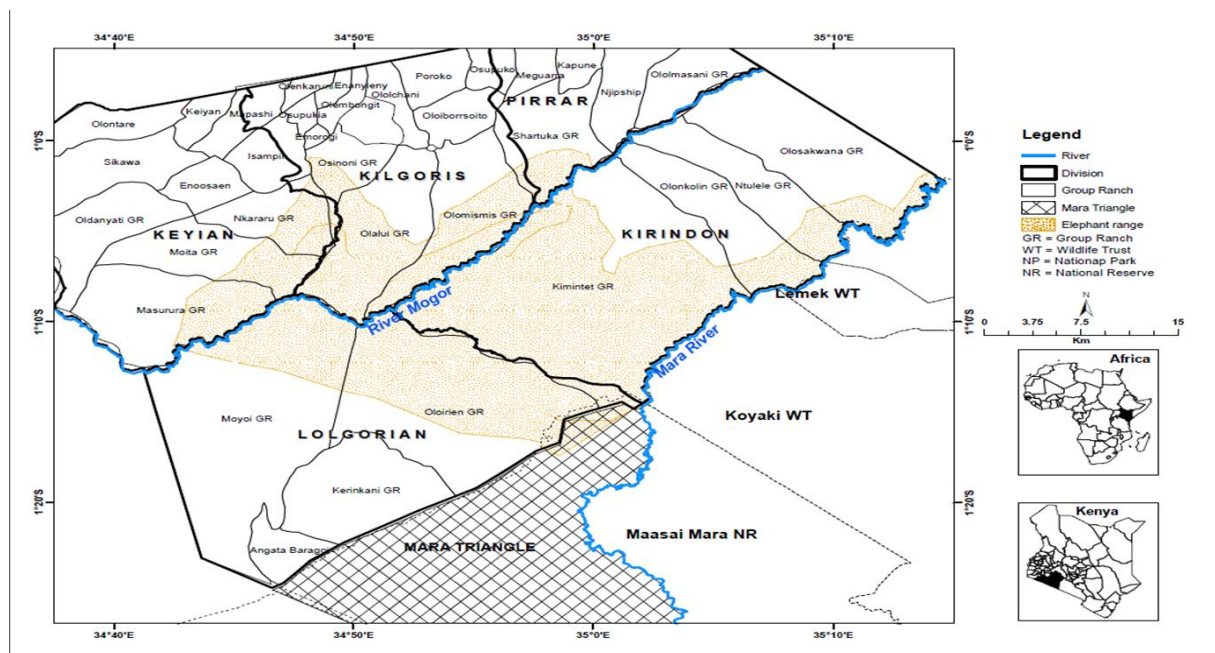 34°40'E 34°50'E 35°0'E 35°10'E
Osupuko
Kapune
Poroko
Meguana
Ololmasani GR
Olenkaruni
Enanyieny
Ololchani
Njipship
Keiyan
Mapashi
Osupukia
Olembongit
PIRRAR
Olontare
Oloiborrsoito
Emorogi
Shartuka GR
1°0'S
1°0'S
Sikawa
Isampin
Osinoni GR
Olosakwana GR
KILGORIS
Enoosaen
Olonkolin GR
Ntulele GR
Oldanyati GR
Nkararu GR
Olomismis GR
KEYIAN
Olalui GR
KIRINDON
Moita GR
Kimintet GR
Lemek WT
Masurura GR
River Mogor
1°10'S
1°10'S
Mara River
Moyoi GR
Oloirien GR
Koyaki WT
LOLGORIAN
Kerinkani GR
1°20'S
1°20'S
Maasai Mara NR
Angata Baragoi
MARA TRIANGLE
34°40'E 34°50'E 35°0'E 35°10'E
Legend
River
Division
Group Ranch
Mara Triangle
Elephant range
GR = Group Ranch
WT = Wildlife Trust
NP = Nationap Park
NR = National Reserve
N
0 3.75 7.5 15
Km
Africa
Kenya